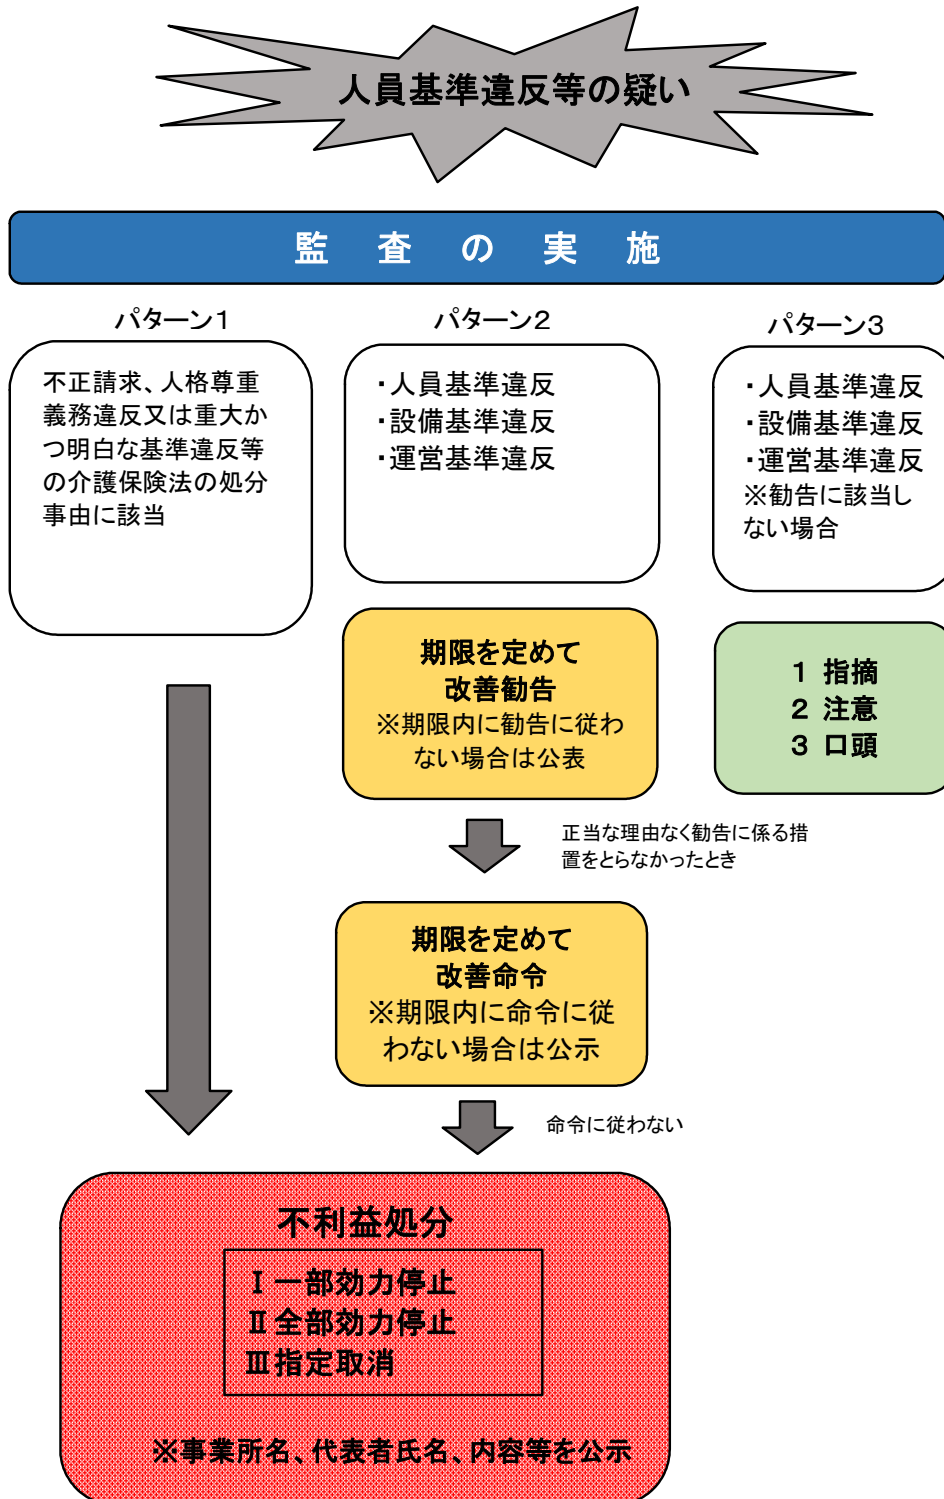 人員基準違反等の疑い
監査の実施
パターン１
不正請求、人格尊重
義務違反又は重大か
つ明白な基準違反等
の介護保険法の処分
事由に該当
パターン２
・人員基準違反
・設備基準違反
・運営基準違反
パターン３
・人員基準違反
・設備基準違反
・運営基準違反
※勧告に該当し
ない場合
期限を定めて
改善勧告
※期限内に勧告に従わ
ない場合は公表
１ 指摘
２ 注意
３ 口頭
正当な理由なく勧告に係る措
置をとらなかったとき
期限を定めて
改善命令
※期限内に命令に従
わない場合は公示
命令に従わない
不利益処分
Ⅰ一部効力停止
Ⅱ全部効力停止
Ⅲ指定取消
※事業所名、代表者氏名、内容等を公示